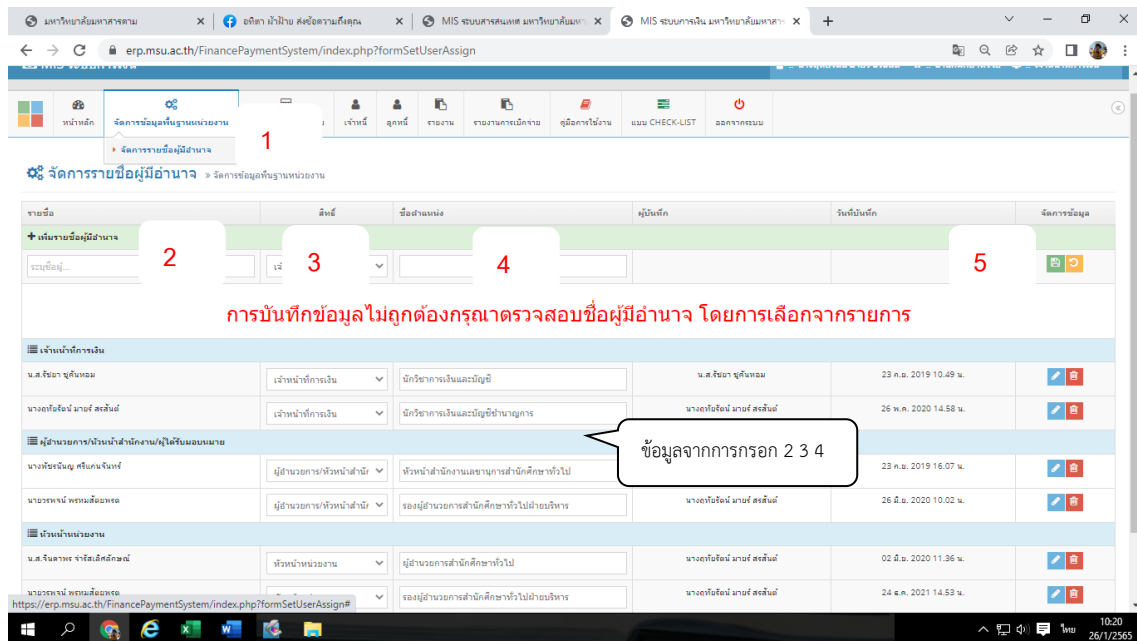 มหาวิทยาลัยมหาสารคาม
อทิตา ผ้าฝ้าย ส่งข้อความถึงคุณ
MIS ระบบสารสนเทศ มหาวิทยาลัยมหา
MIS ระบบการเงิน มหาวิทยาลัยมหาสาร
erp.msu.ac.th/FinancePaymentSystem/index.php?formSetUserAssign
หน้าหลัก
จัดการข้อมูลพื้นฐานหน่วยงาน
เจ้าหนี้
ลูกหนี้
รายงาน
รายงานการเบิกจ่าย
คู่มือการใช้งาน
แบบ CHECK-LIST
ออกจากระบบ
1
จัดการรายชื่อผู้มีอำนาจ
จัดการรายชื่อผู้มีอำนาจ » จัดการข้อมูลพื้นฐานหน่วยงาน
รายชื่อ สิทธิ์ ชื่อตำแหน่ง ผู้บันทึก วันที่บันทึก จัดการข้อมูล
+ เพิ่มรายชื่อผู้มีอำนาจ
ระบุชื่อผู้... 2 เจ้ 3 4 5
การบันทึกข้อมูลไม่ถูกต้องกรุณาตรวจสอบชื่อผู้มีอำนาจ โดยการเลือกจากรายการ
เจ้าหน้าที่การเงิน
น.ส.รัชยา ชูคันหอม เจ้าหน้าที่การเงิน นักวิชาการเงินและบัญชี น.ส.รัชยา ชูคันหอม 23 ก.ย. 2019 10.49 น.
นางฤทัยรัตน์ มายร์ สรสันต์ เจ้าหน้าที่การเงิน นักวิชาการเงินและบัญชีชำนาญการ นางฤทัยรัตน์ มายร์ สรสันต์ 26 พ.ค. 2020 14.58 น.
ผู้อำนวยการ/หัวหน้าสำนักงาน/ผู้ได้รับมอบหมาย
ข้อมูลจากการกรอก 2 3 4
นางพัชรนันญ ศรีแก่นจันทร์ ผู้อำนวยการ/หัวหน้าสำนัก หัวหน้าสำนักงานเลขานุการสำนักศึกษาทั่วไป 23 ก.ย. 2019 16.07 น.
นายวรพจน์ พรหมสัตยพรต ผู้อำนวยการ/หัวหน้าสำนัก รองผู้อำนวยการสำนักศึกษาทั่วไปฝ่ายบริหาร นางฤทัยรัตน์ มายร์ สรสันต์ 26 มิ.ย. 2020 10.02 น.
หัวหน้าหน่วยงาน
น.ส.จินดาพร จำรัสเลิศลักษณ์ หัวหน้าหน่วยงาน ผู้อำนวยการสำนักศึกษาทั่วไป นางฤทัยรัตน์ มายร์ สรสันต์ 02 มิ.ย. 2020 11.36 น.
นายวรพจน์ พรหมสัตยพรต รองผู้อำนวยการสำนักศึกษาทั่วไปฝ่ายบริหาร นางฤทัยรัตน์ มายร์ สรสันต์ 24 ธ.ค. 2021 14.53 น.
https://erp.msu.ac.th/FinancePaymentSystem/index.php?formSetUserAssign#
ไทย
10:20
26/1/2565